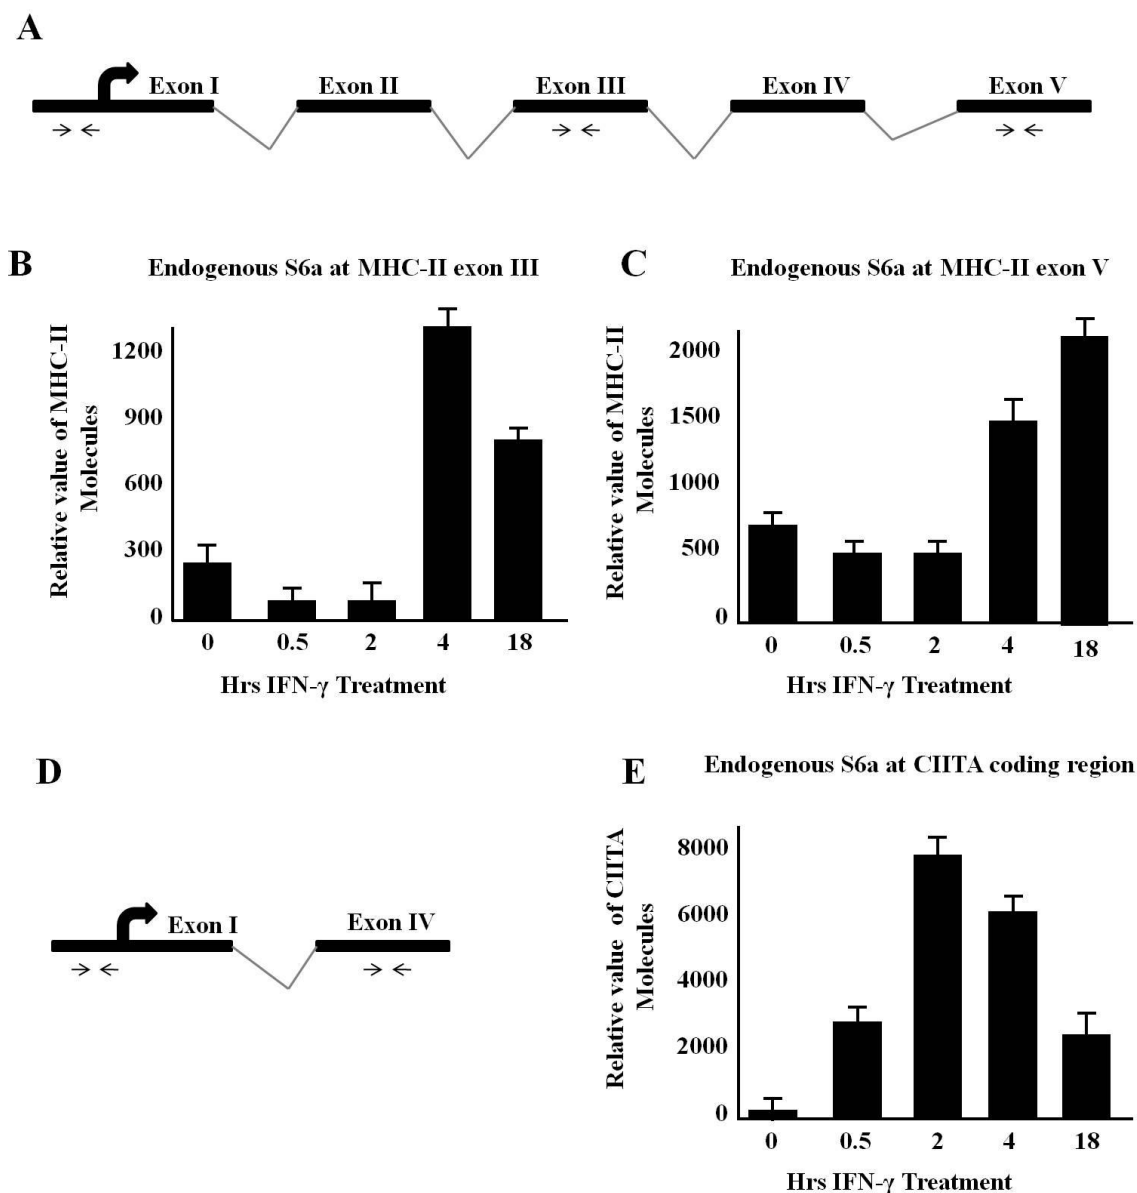 A
Exon I Exon II Exon III Exon IV Exon V
B
Endogenous S6a at MHC-II exon III
Relative value of MHC-II
Molecules
1200
900
600
300
0
0 0.5 2 4 18
Hrs IFN-γ Treatment
C
Endogenous S6a at MHC-II exon V
Relative value of MHC-II
Molecules
2000
1500
1000
500
0
0 0.5 2 4 18
Hrs IFN-γ Treatment
D
Exon I Exon IV
E
Endogenous S6a at CIITA coding region
Relative value of CIITA
Molecules
8000
6000
4000
2000
0
0 0.5 2 4 18
Hrs IFN-γ Treatment